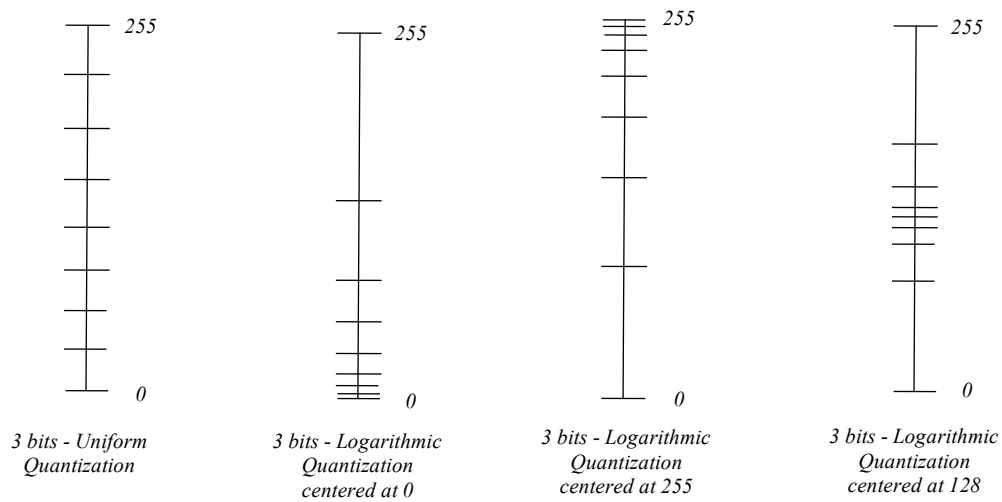 255
0
3 bits - Uniform
Quantization
255
0
3 bits - Logarithmic
Quantization
centered at 0
255
0
3 bits - Logarithmic
Quantization
centered at 255
255
0
3 bits - Logarithmic
Quantization
centered at 128